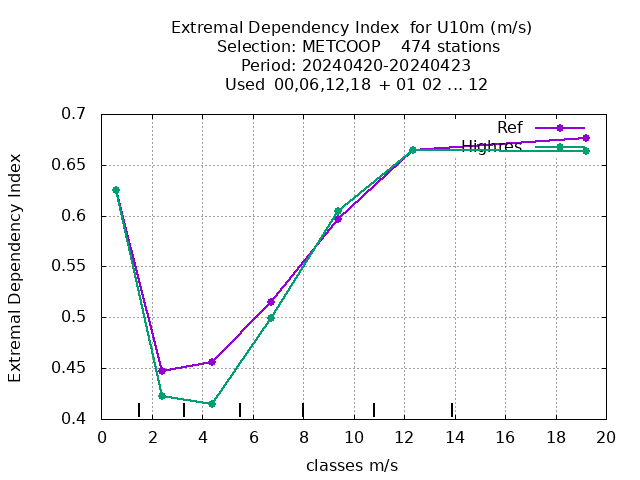 Extremal Dependency Index  for U10m (m/s)
Selection: METCOOP    474 stations
Period: 20240420-20240423
Used  00,06,12,18 + 01 02 ... 12
Extremal Dependency Index
0.7
0.65
0.6
0.55
0.5
0.45
0.4
Ref
Highres
0 2 4 6 8 10 12 14 16 18 20
classes m/s